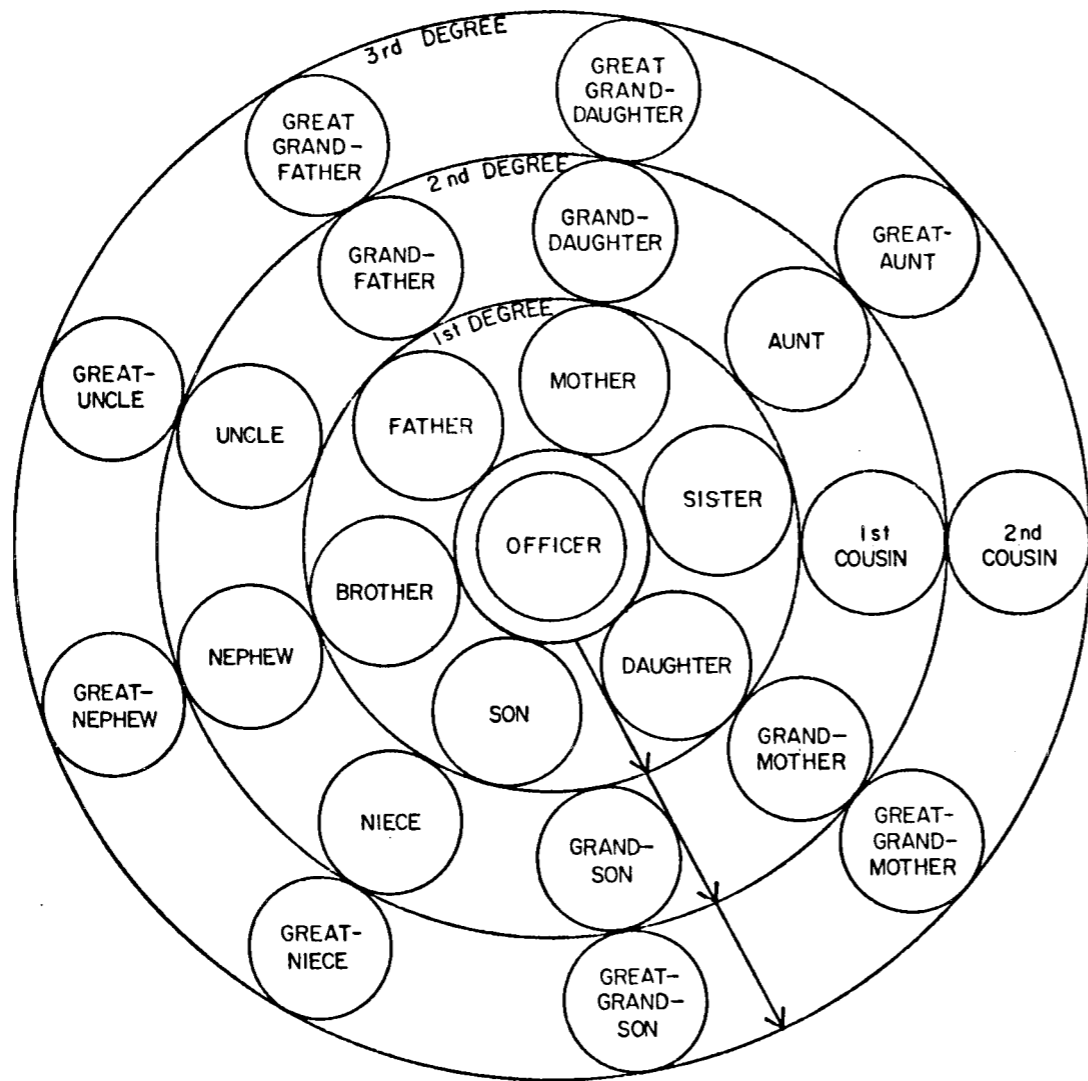 3rd DEGREE
GREAT
GRAND-
DAUGHTER
GREAT
GRAND-
FATHER
2nd DEGREE
GRAND-
DAUGHTER
GRAND-
FATHER
GREAT-
AUNT
1st DEGREE
AUNT
MOTHER
GREAT-
UNCLE
UNCLE
FATHER
SISTER
OFFICER
1st
COUSIN
2nd
COUSIN
BROTHER
NEPHEW
DAUGHTER
GREAT-
NEPHEW
SON
GRAND-
MOTHER
NIECE
GRAND-
SON
GREAT-
GRAND-
MOTHER
GREAT-
NIECE
GREAT-
GRAND-
SON